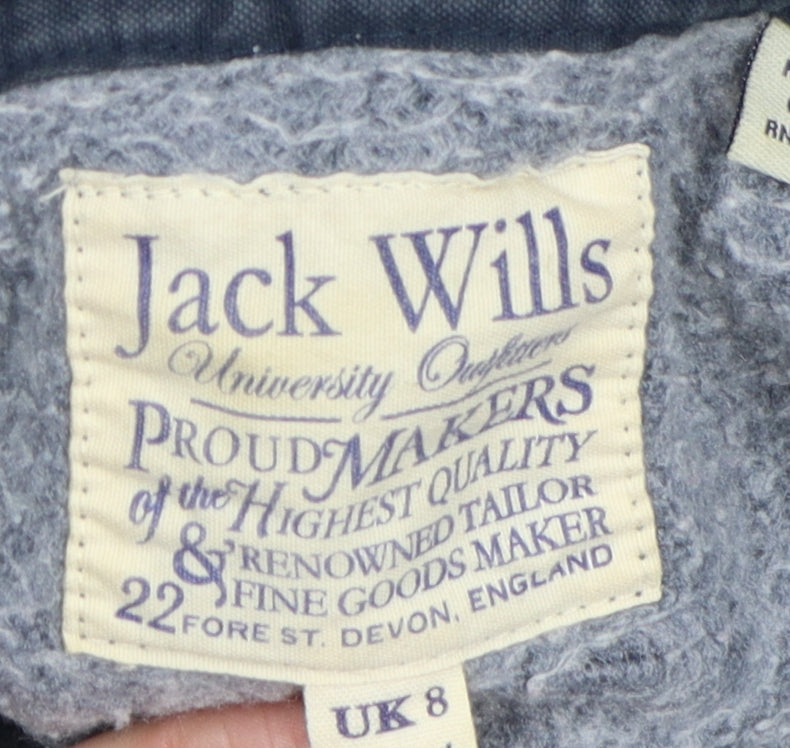 Jack Wills
University Outfitters
PROUD MAKERS
of the HIGHEST QUALITY
& RENOWNED TAILOR
FINE GOODS MAKER
22 FORE ST. DEVON, ENGLAND
UK 8
RN